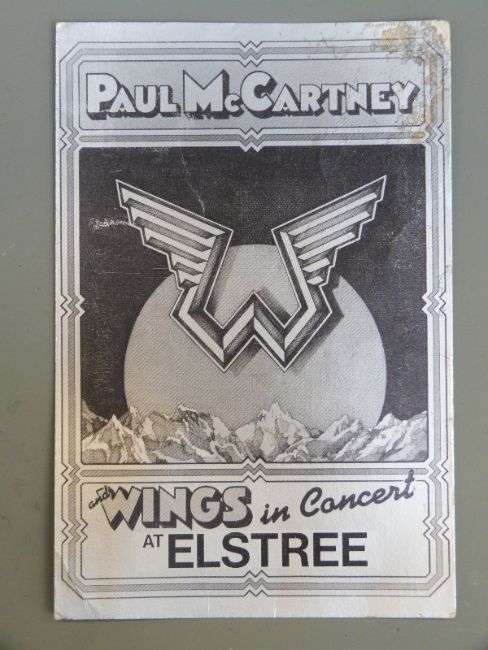 PAUL McCARTNEY
W
and WINGS in Concert
AT ELSTREE